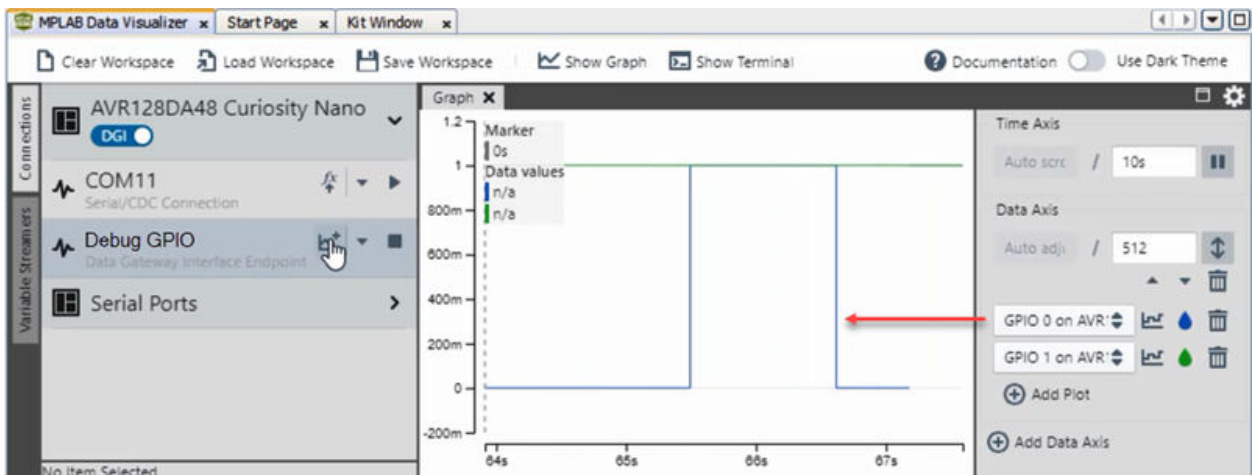 MPLAB Data Visualizer x Start Page x Kit Window x
Clear Workspace Load Workspace Save Workspace Show Graph Show Terminal Documentation Use Dark Theme
Connections
Variable Streamers
AVR128DA48 Curiosity Nano
DGI
COM11
Serial/CDC Connection
Debug GPIO
Data Gateway Interface Endpoint
Serial Ports
No Item Selected
Graph X
1.2
1
800m
600m
400m
200m
0
-200m
Marker
0s
Data values
n/a
n/a
64s 65s 66s 67s
Time Axis
Auto scrc / 10s
Data Axis
Auto adj / 512
GPIO 0 on AVR
GPIO 1 on AVR
Add Plot
Add Data Axis